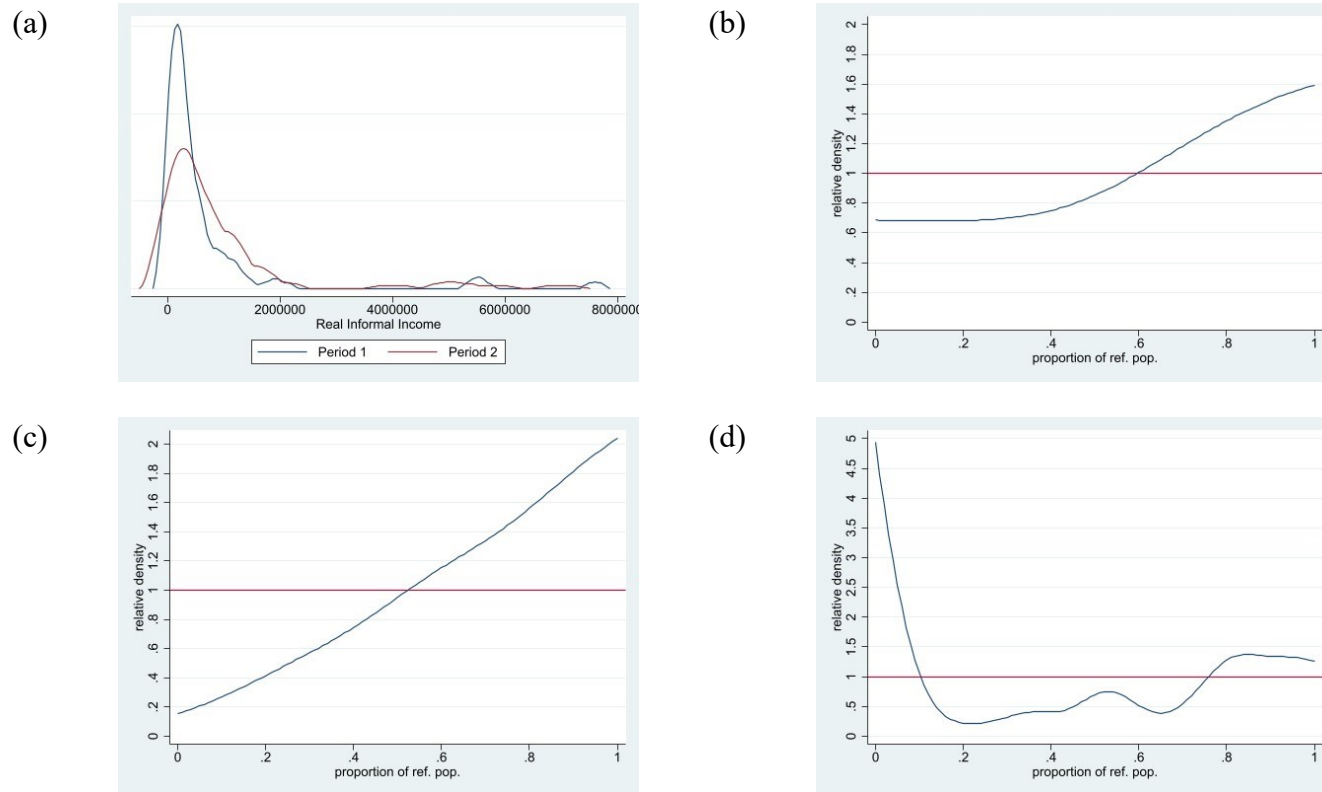 (a)
0 2000000 4000000 6000000 8000000
Real Informal Income
Period 1 Period 2
(b)
relative density
2
1.8
1.6
1.4
1.2
1
.8
.6
.4
.2
0
0 .2 .4 .6 .8 1
proportion of ref. pop.
(c)
relative density
2
1.8
1.6
1.4
1.2
1
.8
.6
.4
.2
0
0 .2 .4 .6 .8 1
proportion of ref. pop.
(d)
relative density
5
4.5
4
3.5
3
2.5
2
1.5
1
.5
0
0 .2 .4 .6 .8 1
proportion of ref. pop.